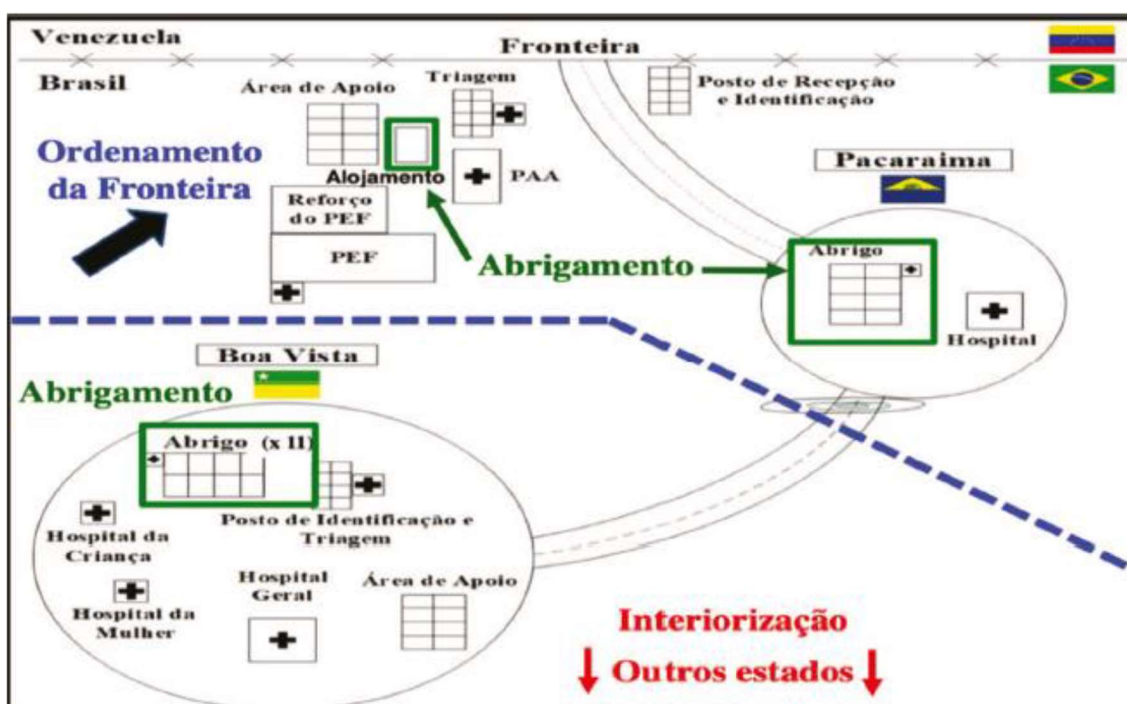 Venezuela
Fronteira
Brasil
Área de Apoio
Triagem
Posto de Recepção
e Identificação
Ordenamento
da Fronteira
Alojamento
PAA
Pacaraima
Reforço
do PEF
PEF
Abrigamento
Abrigo
Hospital
Boa Vista
Abrigamento
Abrigo (x 11)
Posto de Identificação e
Triagem
Hospital da
Criança
Hospital da
Mulher
Hospital
Geral
Área de Apoio
Interiorização
Outros estados